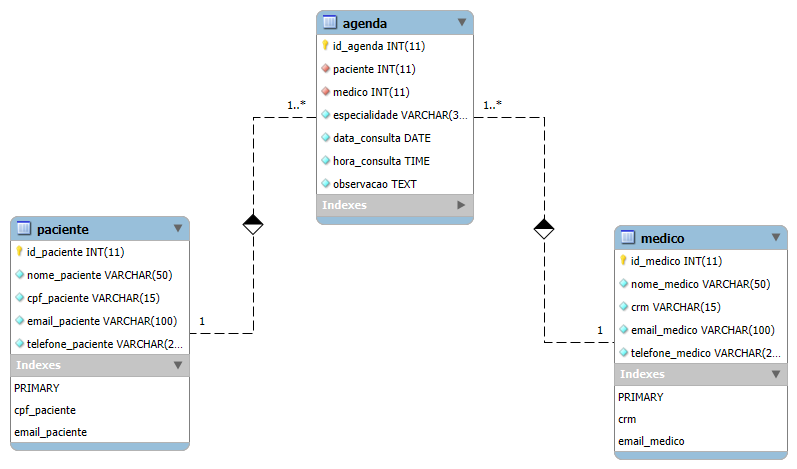 agenda
id_agenda INT(11)
paciente INT(11)
medico INT(11)
especialidade VARCHAR(3...
data_consulta DATE
hora_consulta TIME
observacao TEXT
Indexes
1..*
1..*
paciente
id_paciente INT(11)
nome_paciente VARCHAR(50)
cpf_paciente VARCHAR(15)
email_paciente VARCHAR(100)
telefone_paciente VARCHAR(2...
Indexes
PRIMARY
cpf_paciente
email_paciente
1
medico
id_medico INT(11)
nome_medico VARCHAR(50)
crm VARCHAR(15)
email_medico VARCHAR(100)
telefone_medico VARCHAR(2...
Indexes
PRIMARY
crm
email_medico
1